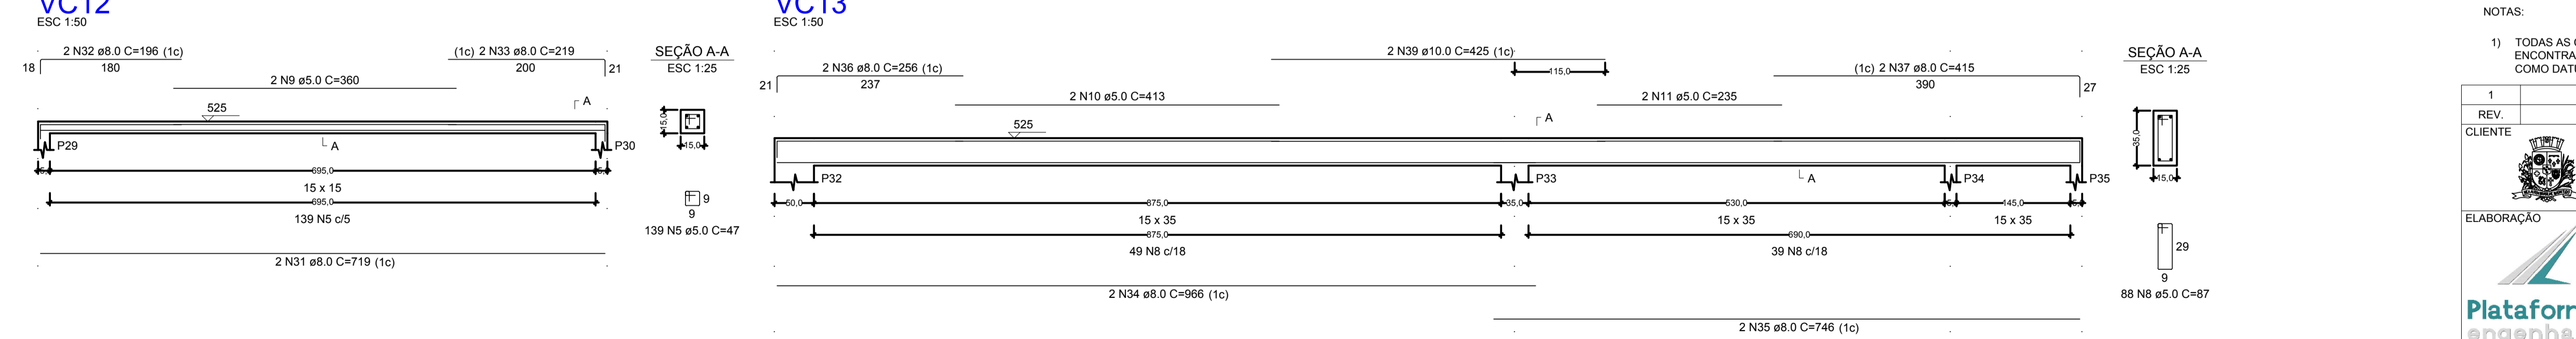 VC12
ESC 1:50
2 N32 ø8.0 C=196 (1c)
18
180
(1c) 2 N33 ø8.0 C=219
200
21
2 N9 ø5.0 C=360
A
525
P29
A
P30
695,0
15 x 15
695,0
139 N5 c/5
2 N31 ø8.0 C=719 (1c)
SEÇÃO A-A
ESC 1:25
15,0
15,0
9
9
139 N5 ø5.0 C=47
VC13
ESC 1:50
2 N39 ø10.0 C=425 (1c)
115,0
2 N36 ø8.0 C=256 (1c)
21
237
(1c) 2 N37 ø8.0 C=415
390
27
2 N10 ø5.0 C=413
2 N11 ø5.0 C=235
A
525
P32
P33
A
P34
P35
50,0
875,0
35,0
530,0
145,0
15 x 35
15 x 35
15 x 35
875,0
690,0
49 N8 c/18
39 N8 c/18
2 N34 ø8.0 C=966 (1c)
2 N35 ø8.0 C=746 (1c)
SEÇÃO A-A
ESC 1:25
35,0
15,0
29
9
88 N8 ø5.0 C=87
NOTAS:
1) TODAS AS
ENCONTRA
COMO DATU
1
REV.
CLIENTE
ELABORAÇÃO
Plataform
engenha